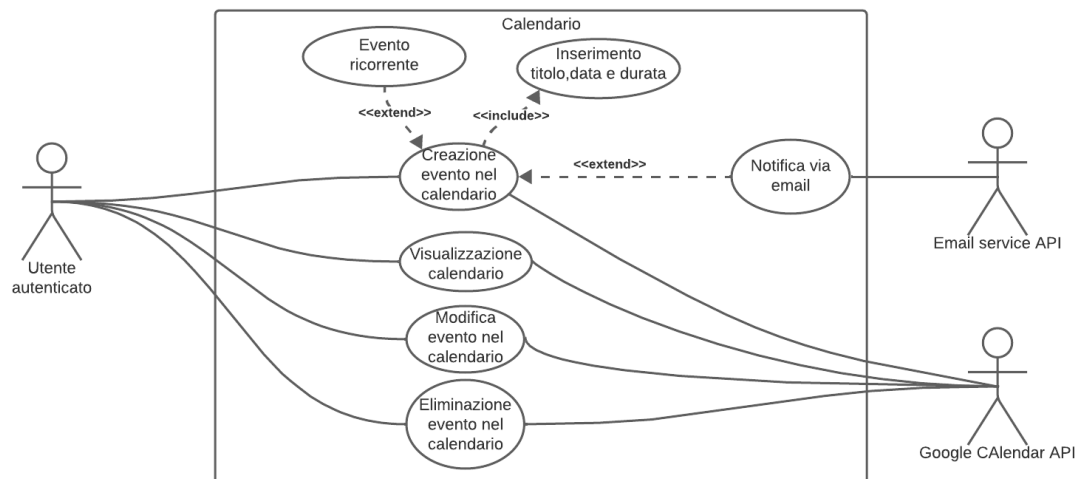 Calendario
Evento
ricorrente
Inserimento
titolo,data e durata
<<extend>>
<<include>>
Creazione
evento nel
calendario
<<extend>>
Notifica via
email
Email service API
Utente
autenticato
Visualizzazione
calendario
Modifica
evento nel
calendario
Eliminazione
evento nel
calendario
Google CAlendar API